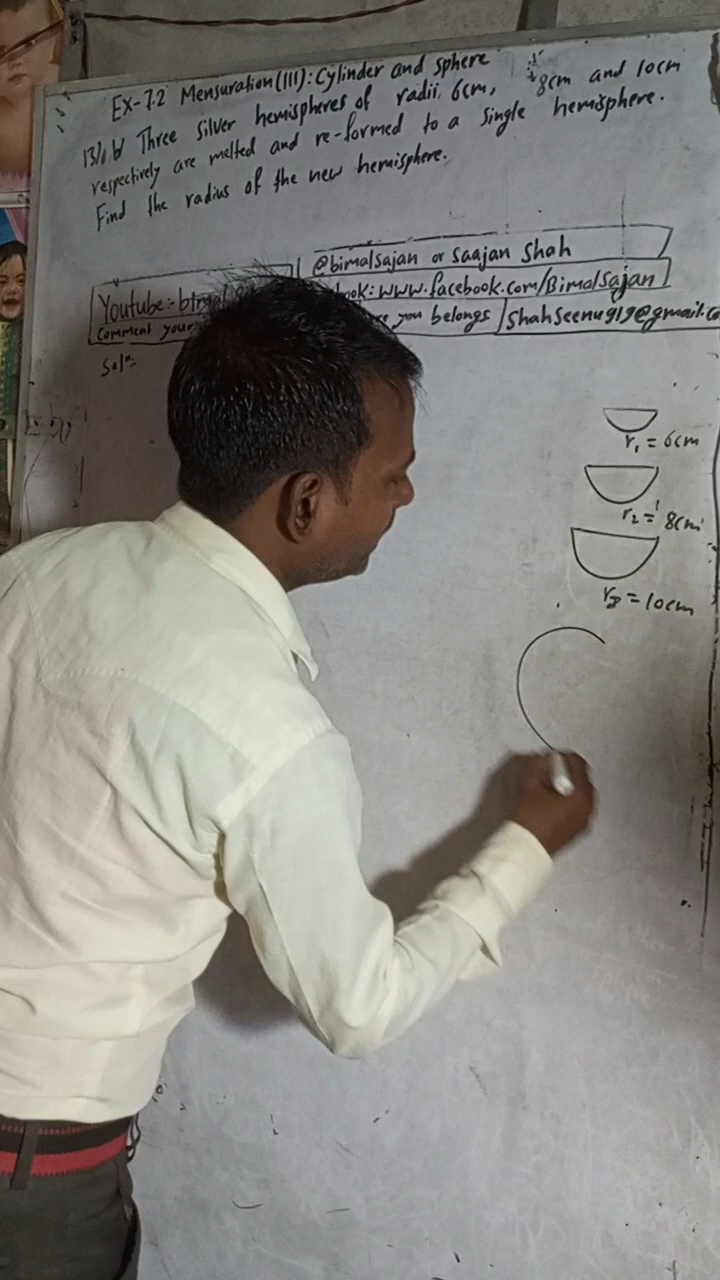 EX-7.2 Mensuration(III): Cylinder and sphere
13) b) Three silver hemispheres of radii 6cm, 8cm and 10cm
respectively are melted and re-formed to a single hemisphere.
Find the radius of the new hemisphere.
@bimalsajan or saajan Shah
Youtube:- bimal book: www.facebook.com/Bimalsajan
Comment your you belongs shahseenu919@gmail.co
Solⁿ:
r₁ = 6cm
r₂ = 8cm
r₃ = 10cm